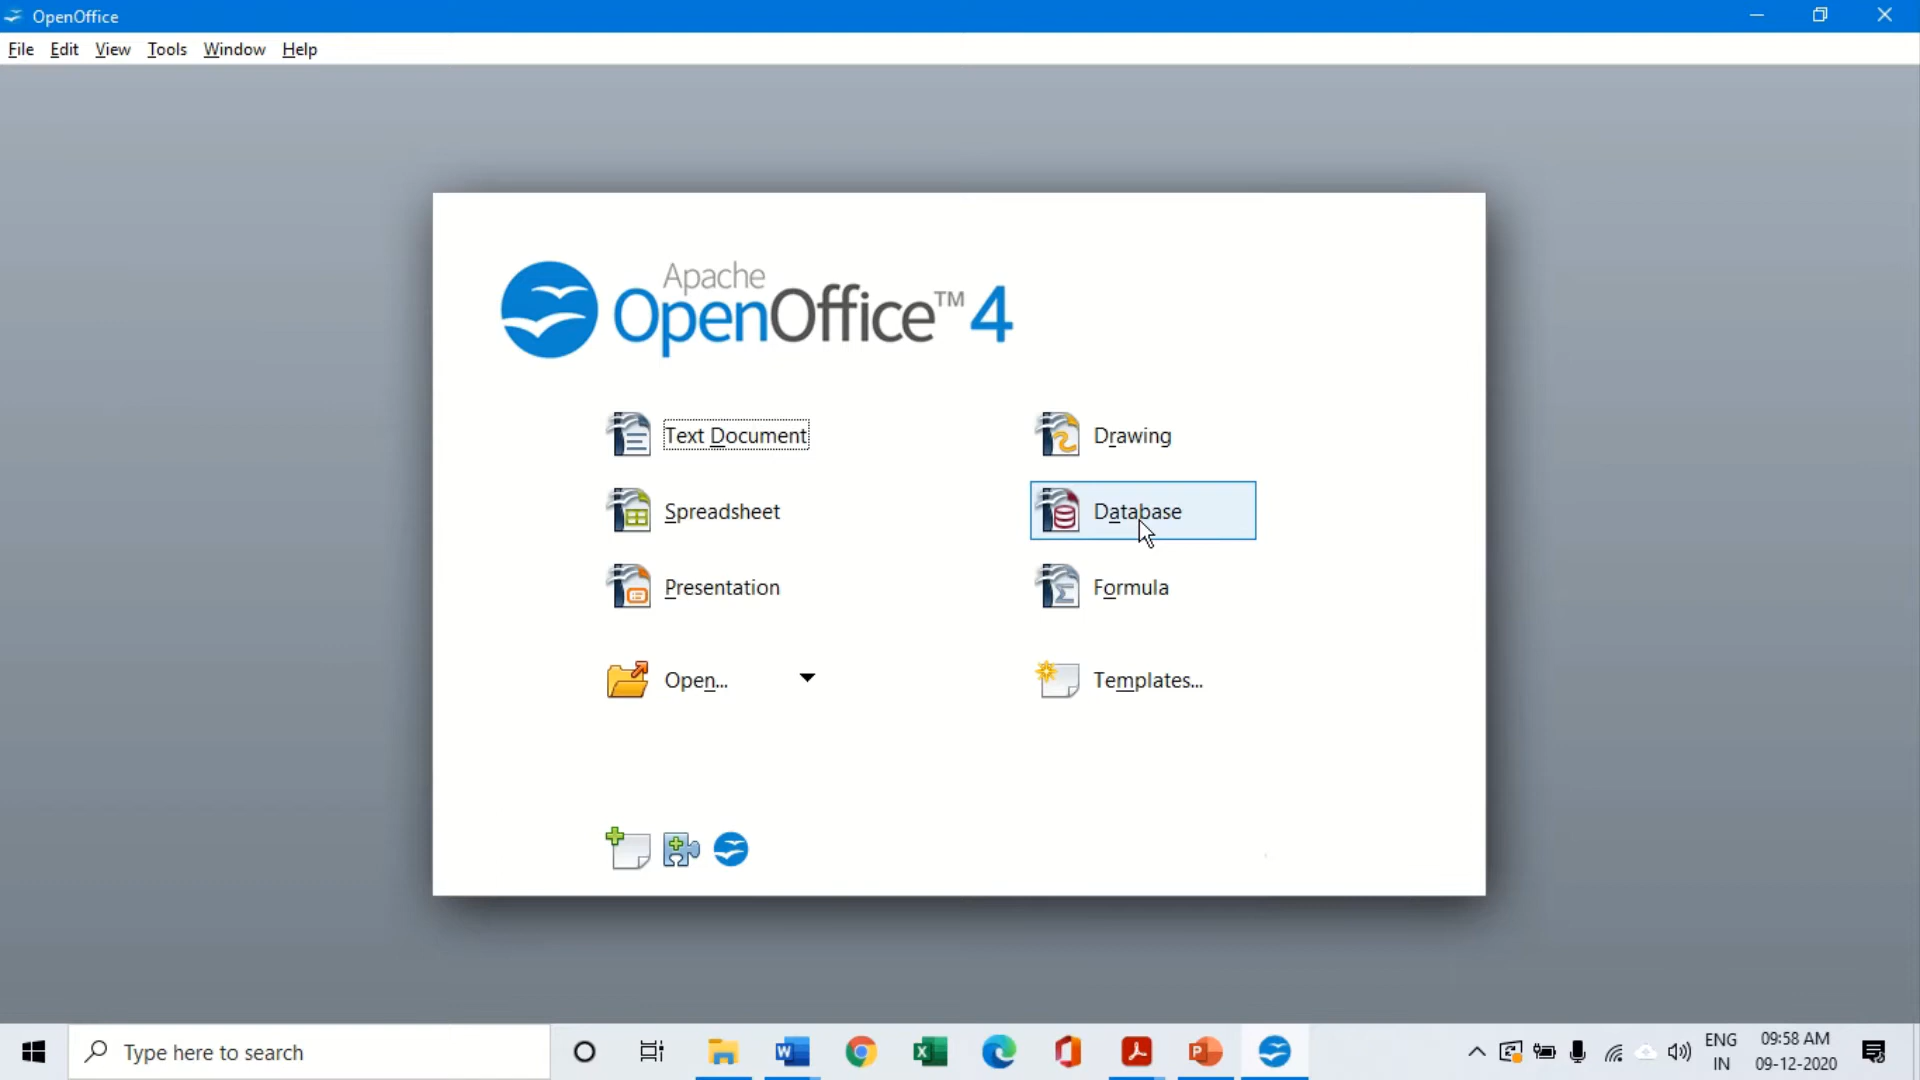 OpenOffice
File Edit View Tools Window Help
Apache
OpenOffice™ 4
Text Document
Drawing
Spreadsheet
Database
Presentation
Formula
Open...
Templates...
Type here to search
ENG
IN
09:58 AM
09-12-2020